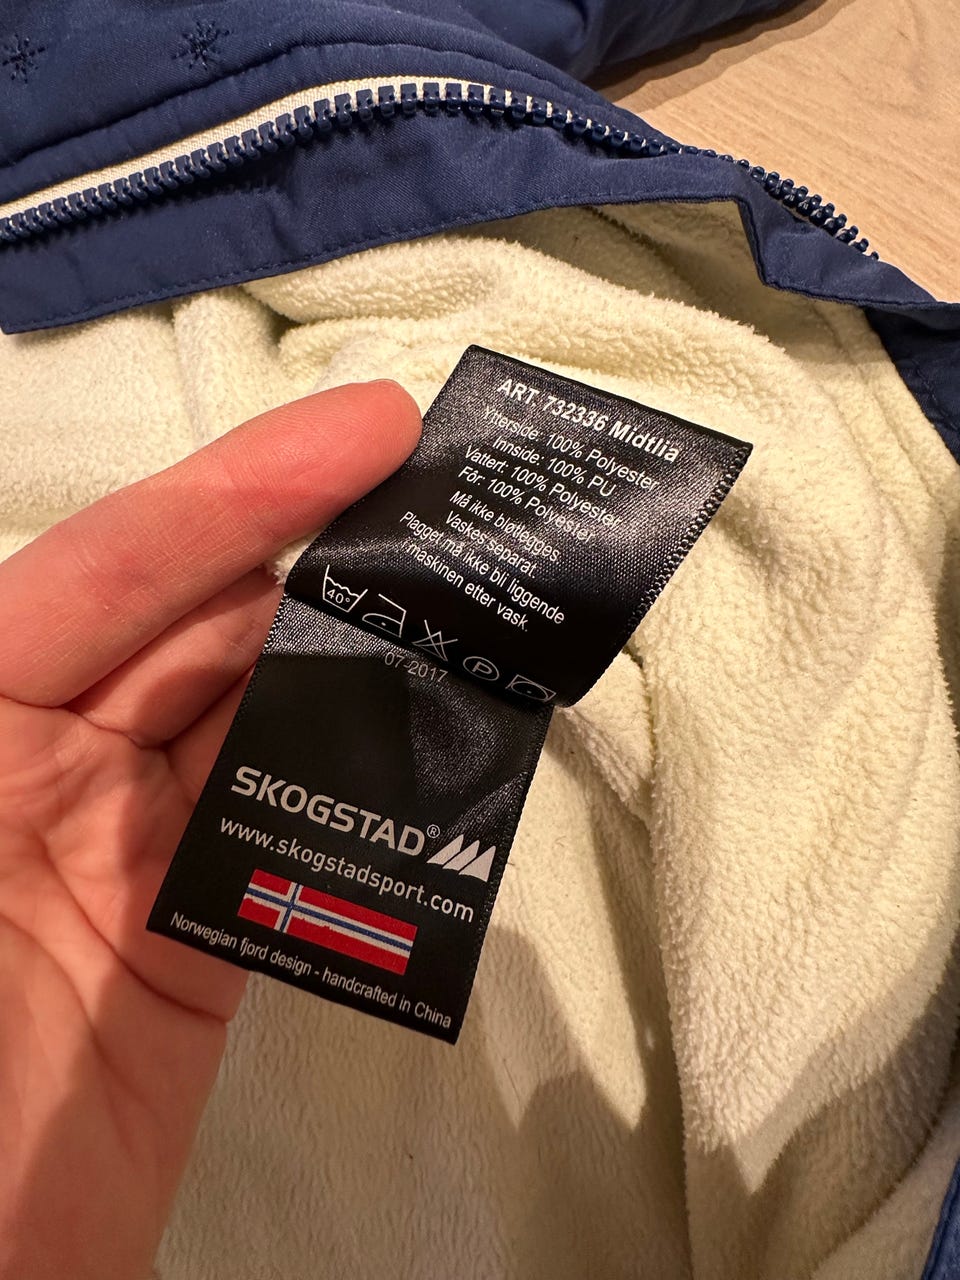 ART. 732336 Midtlia
Ytterside: 100% Polyester
Innside: 100% PU
Vattert: 100% Polyester
Fôr: 100% Polyester
Må ikke bløtlegges.
Vaskes separat.
Plagget må ikke bli liggende
i maskinen etter vask.
40°
P
07-2017
SKOGSTAD®
www.skogstadsport.com
Norwegian fjord design - handcrafted in China